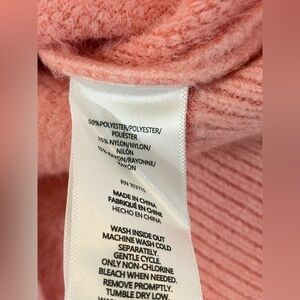 50%POLYESTER/POLYESTER/
POLIÉSTER
NYLON/NYLON/
NILÓN
RAYON/RAYONNE/
RAYÓN
RN
MADE IN CHINA
FABRIQUÉ EN CHINE
HECHO EN CHINA
WASH INSIDE OUT
MACHINE WASH COLD
SEPARATELY.
GENTLE CYCLE.
ONLY NON-CHLORINE
BLEACH WHEN NEEDED.
REMOVE PROMPTLY.
TUMBLE DRY LOW.